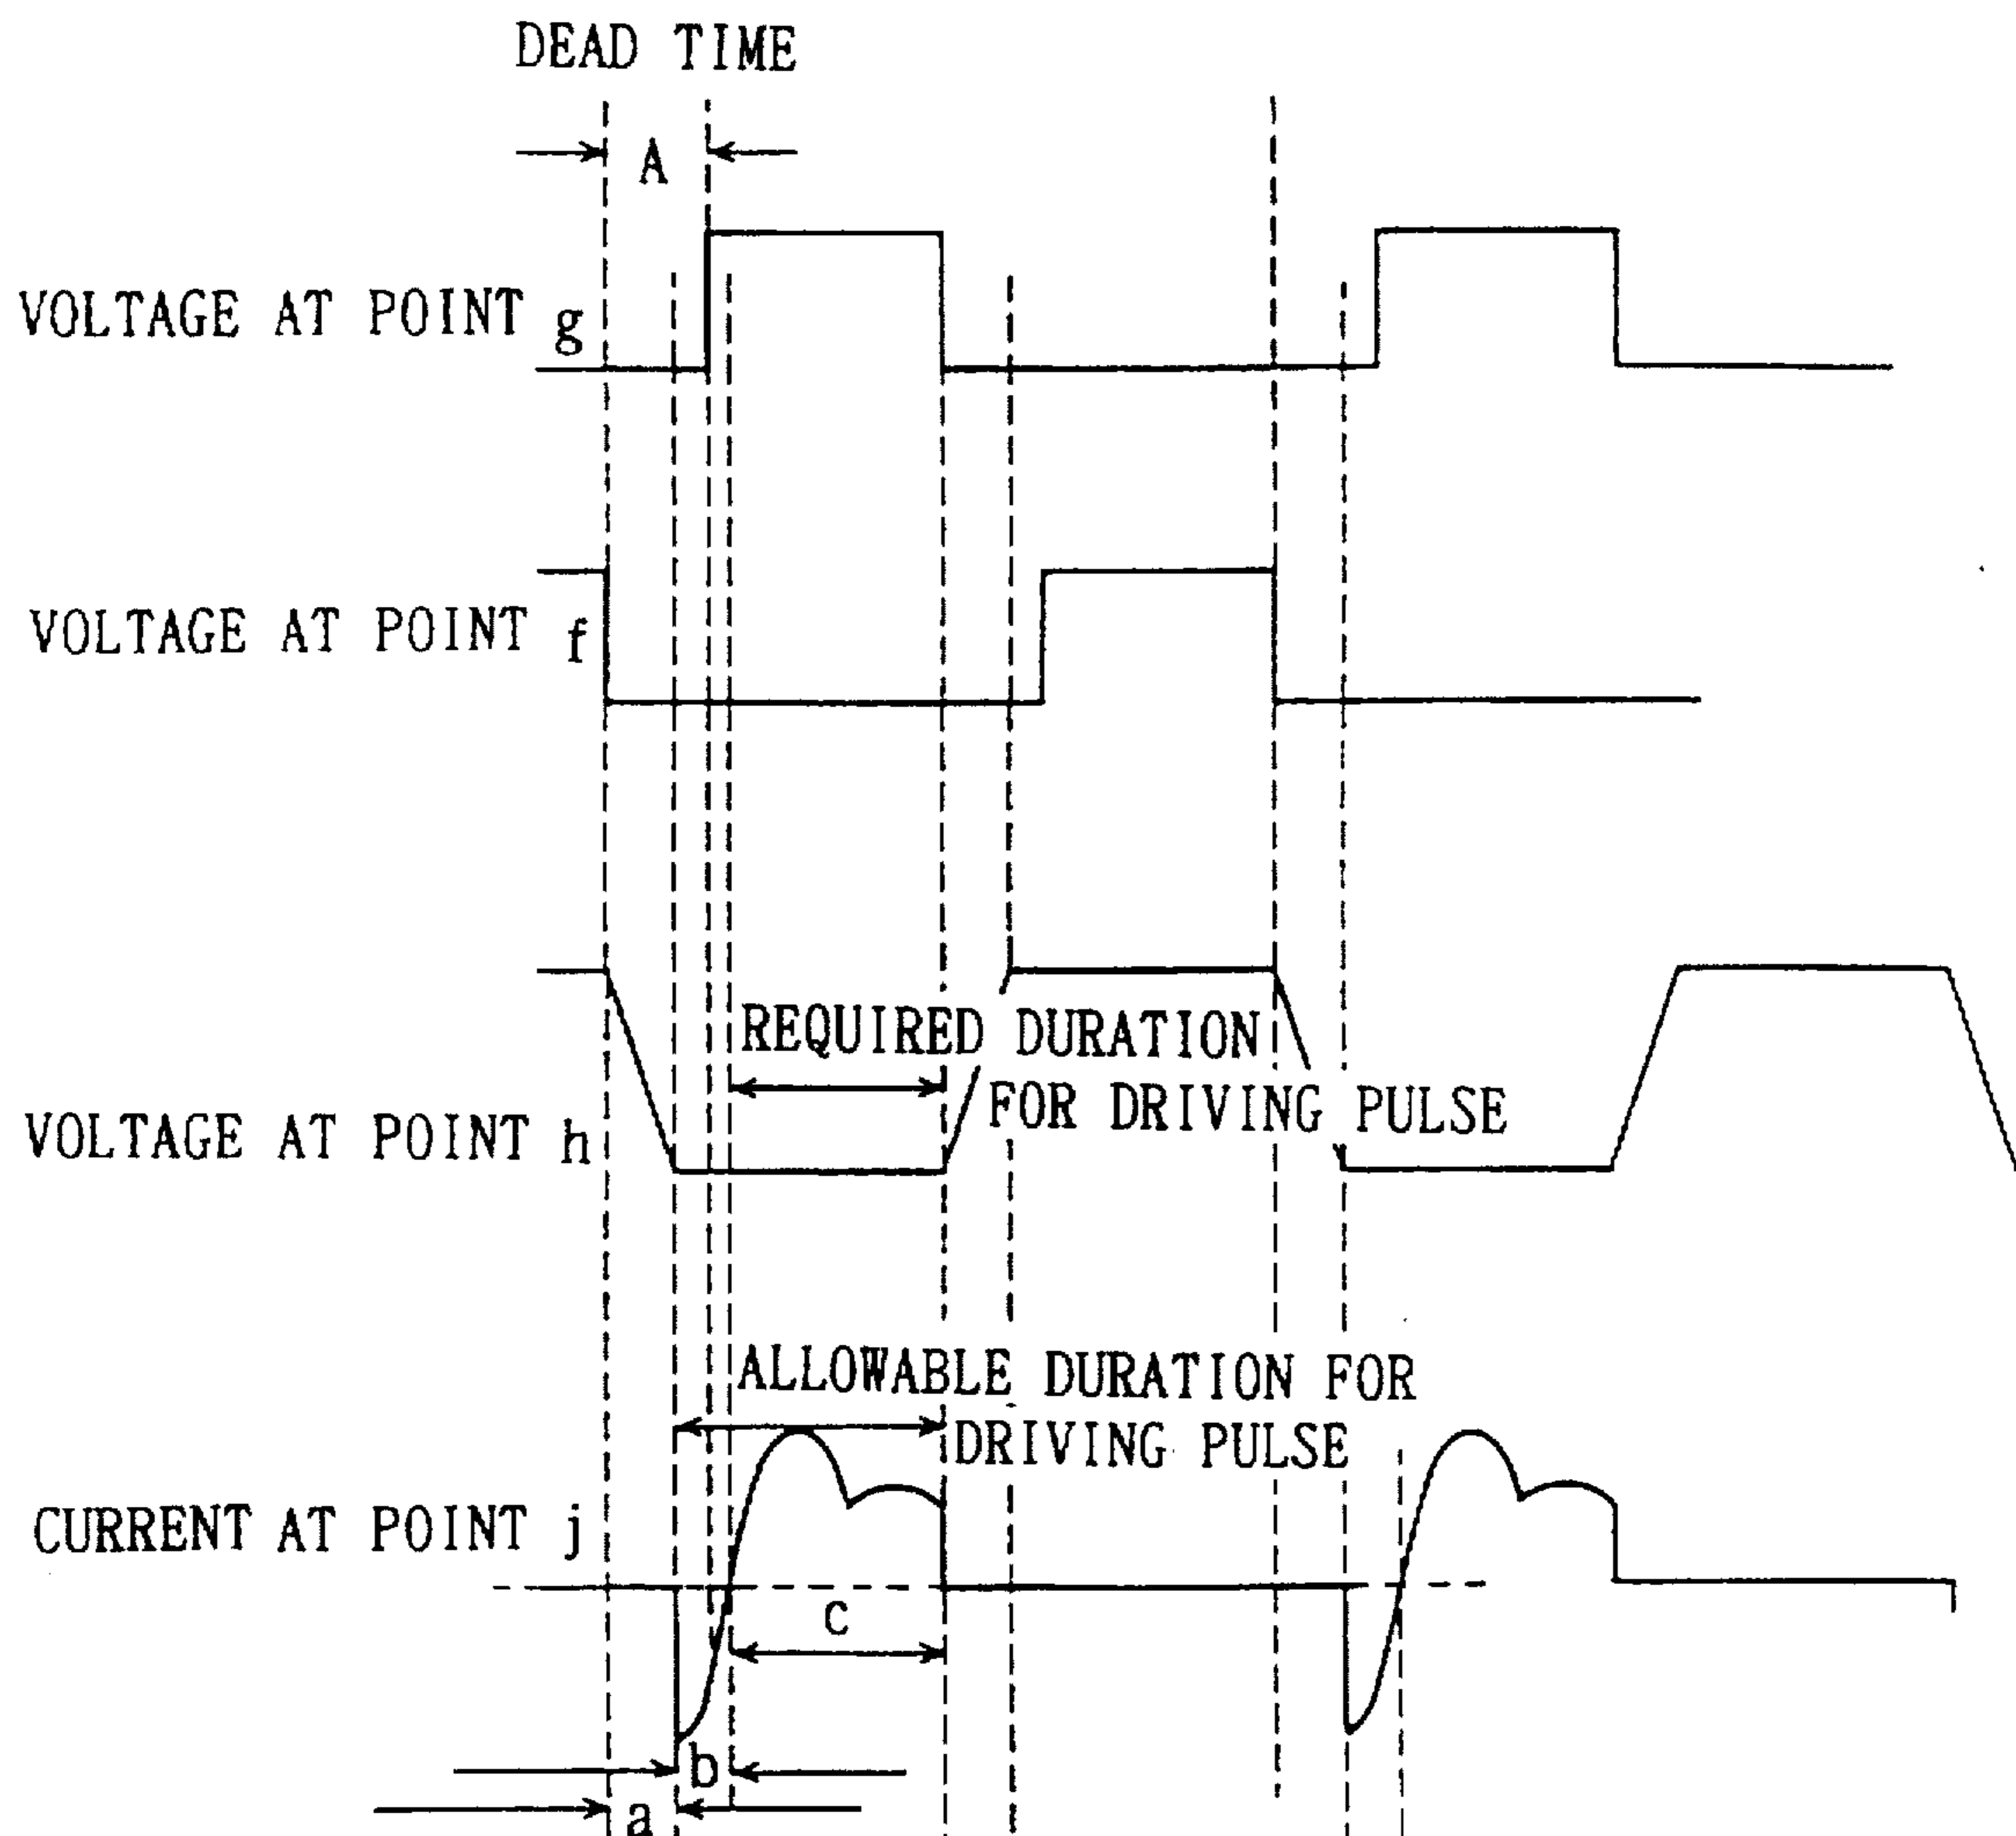 DEAD TIME
A
VOLTAGE AT POINT g
VOLTAGE AT POINT f
REQUIRED DURATION
FOR DRIVING PULSE
VOLTAGE AT POINT h
ALLOWABLE DURATION FOR
DRIVING PULSE
CURRENT AT POINT j
c
b
a